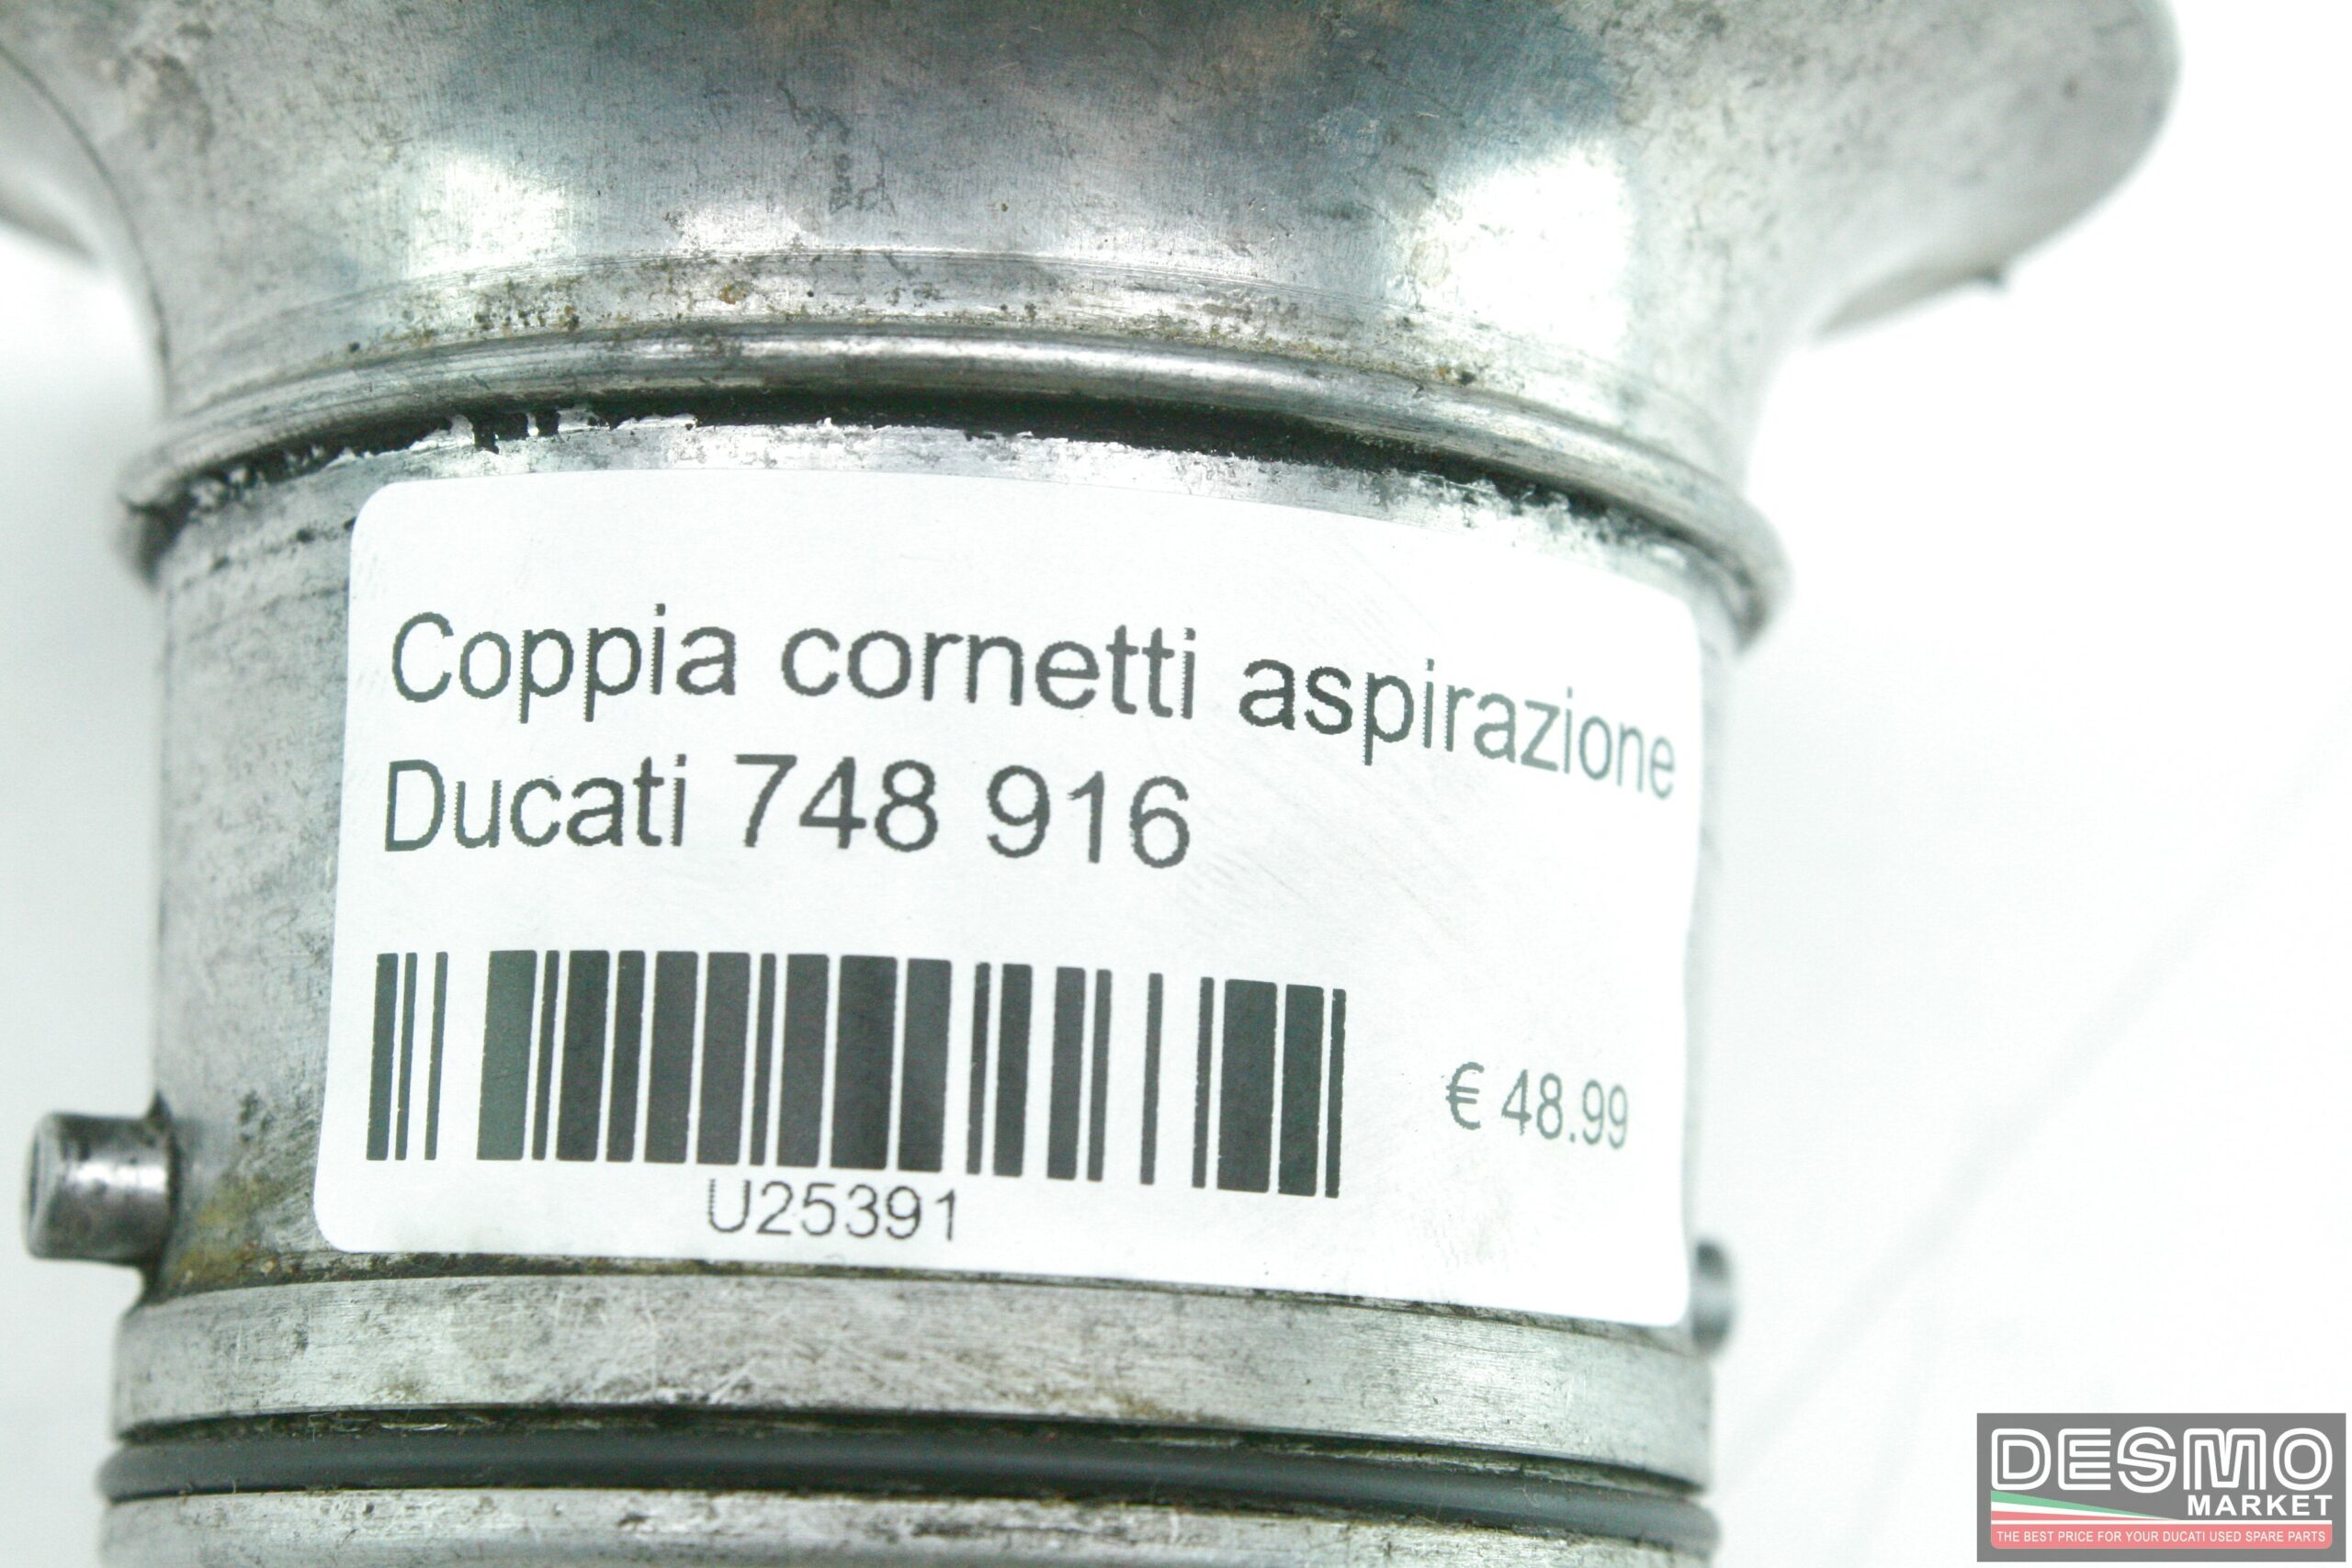 Coppia cornetti aspirazione
Ducati 748 916
€ 48.99
U25391
DESMO
MARKET
THE BEST PRICE FOR YOUR DUCATI USED SPARE PARTS